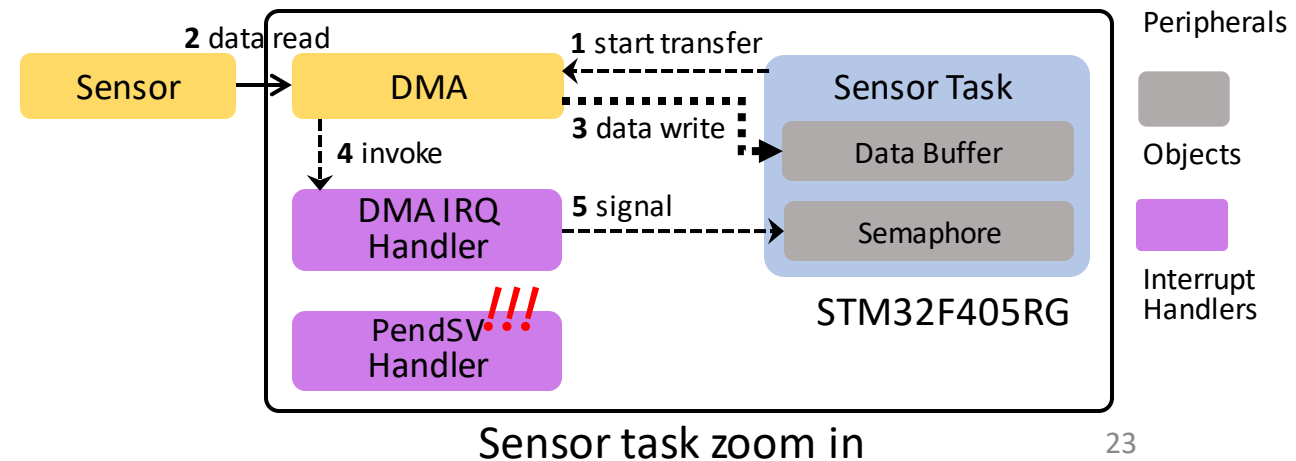 Peripherals
2 data read
1 start transfer
Sensor
DMA
Sensor Task
3 data write
Data Buffer
4 invoke
Objects
DMA IRQ
Handler
5 signal
Semaphore
Interrupt
Handlers
STM32F405RG
!!!
PendSV
Handler
Sensor task zoom in
23